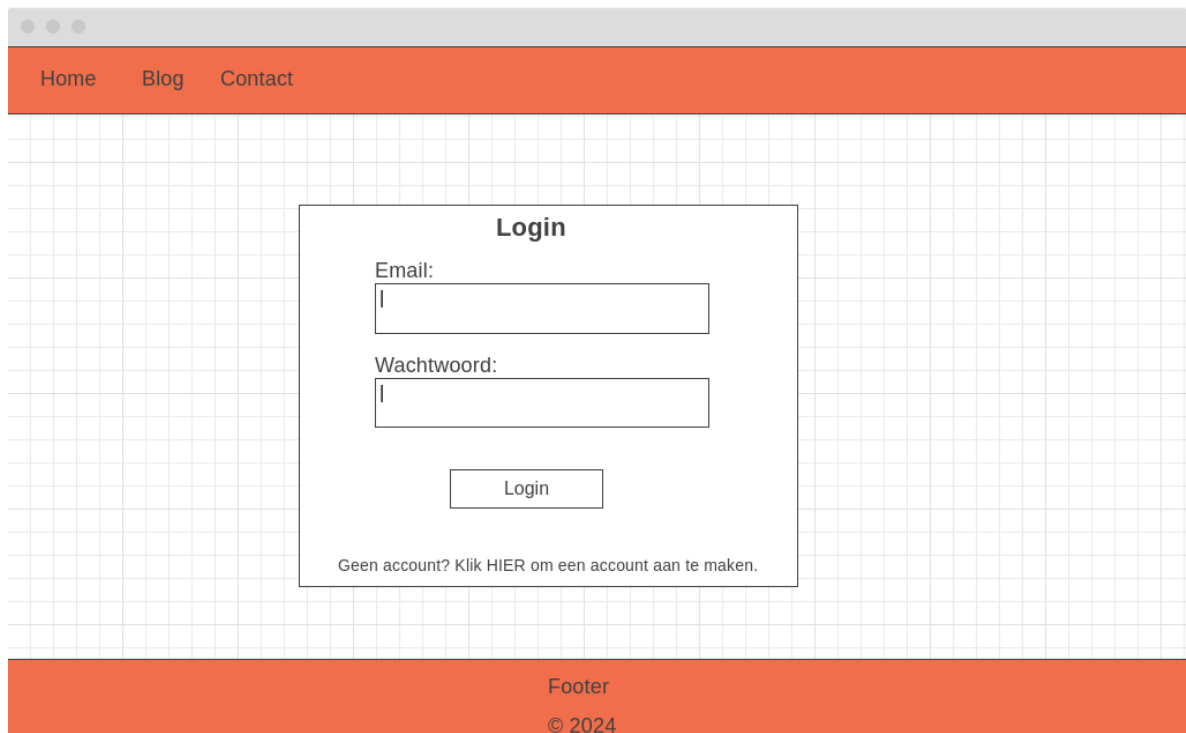 Home Blog Contact
Login
Email:
Wachtwoord:
Login
Geen account? Klik HIER om een account aan te maken.
Footer
© 2024